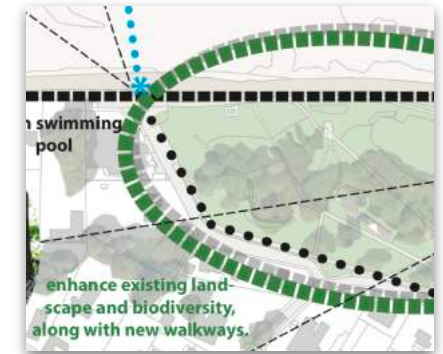 swimming
pool
enhance existing land-
scape and biodiversity,
along with new walkways.